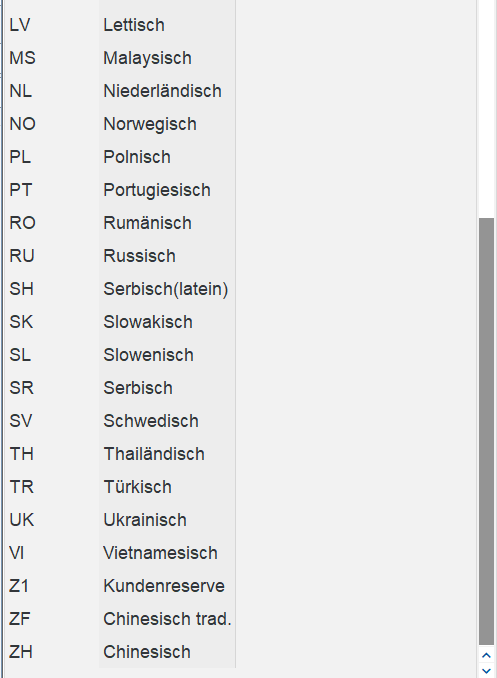 LV Lettisch
MS Malaysisch
NL Niederländisch
NO Norwegisch
PL Polnisch
PT Portugiesisch
RO Rumänisch
RU Russisch
SH Serbisch(latein)
SK Slowakisch
SL Slowenisch
SR Serbisch
SV Schwedisch
TH Thailändisch
TR Türkisch
UK Ukrainisch
VI Vietnamesisch
Z1 Kundenreserve
ZF Chinesisch trad.
ZH Chinesisch